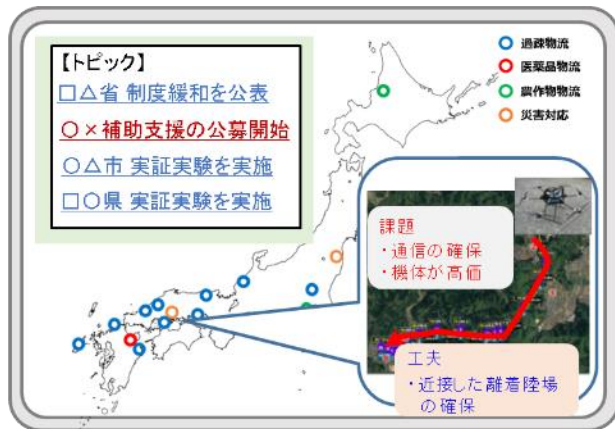 【トピック】
□△省 制度緩和を公表
○×補助支援の公募開始
○△市 実証実験を実施
□○県 実証実験を実施
過疎物流
医薬品物流
農作物物流
災害対応
課題
・通信の確保
・機体が高価
工夫
・近接した離着陸場
の確保